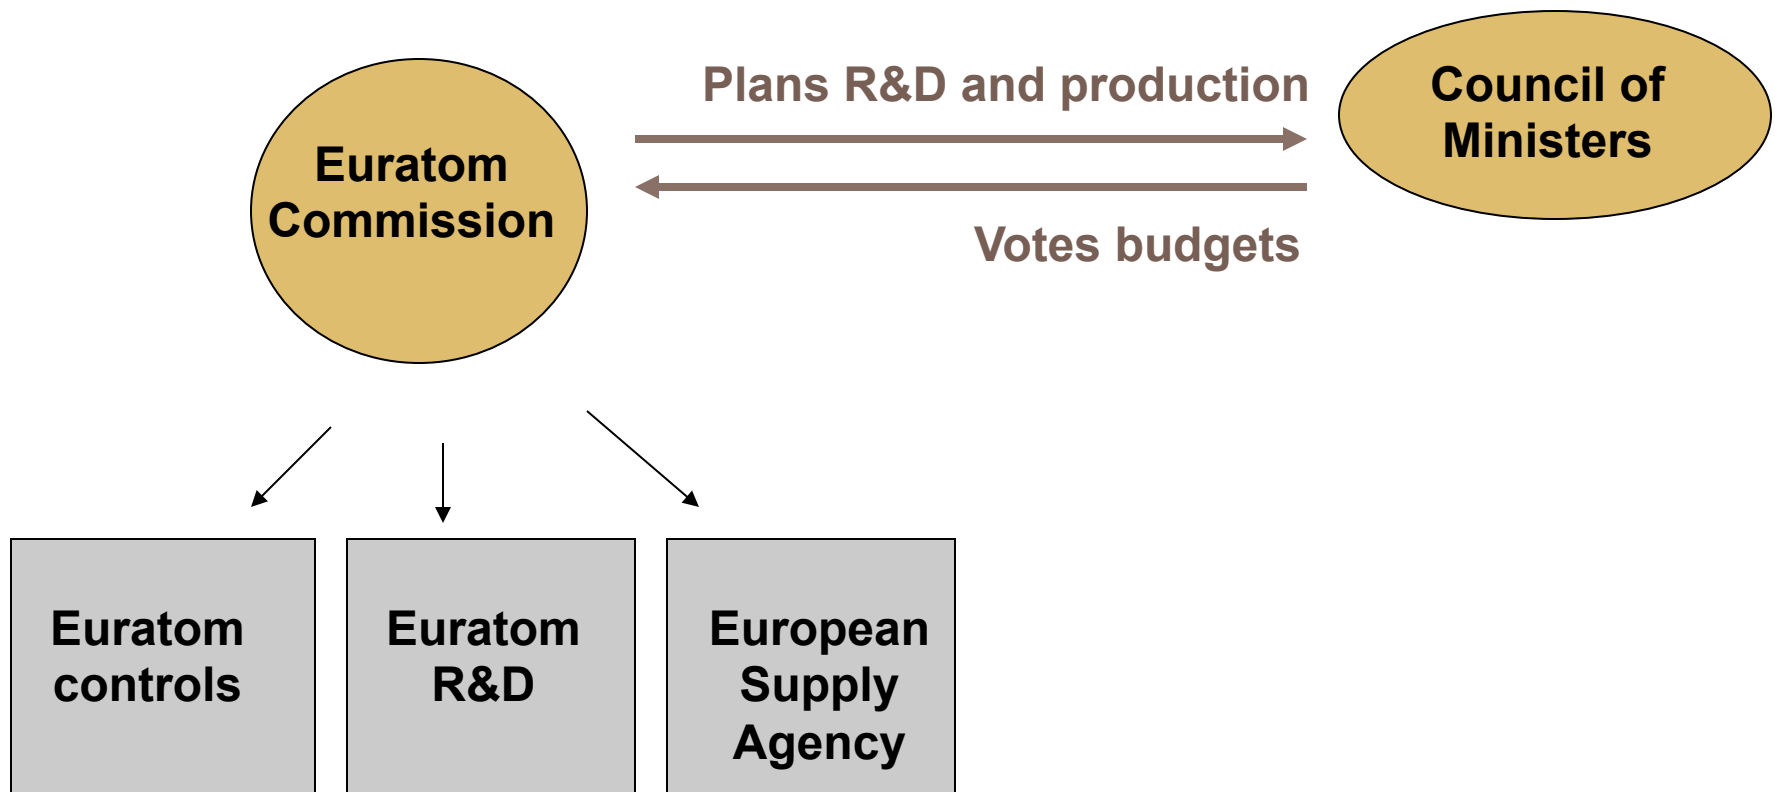 Plans R&D and production
Council of
Ministers
Euratom
Commission
Votes budgets
Euratom
controls
Euratom
R&D
European
Supply
Agency